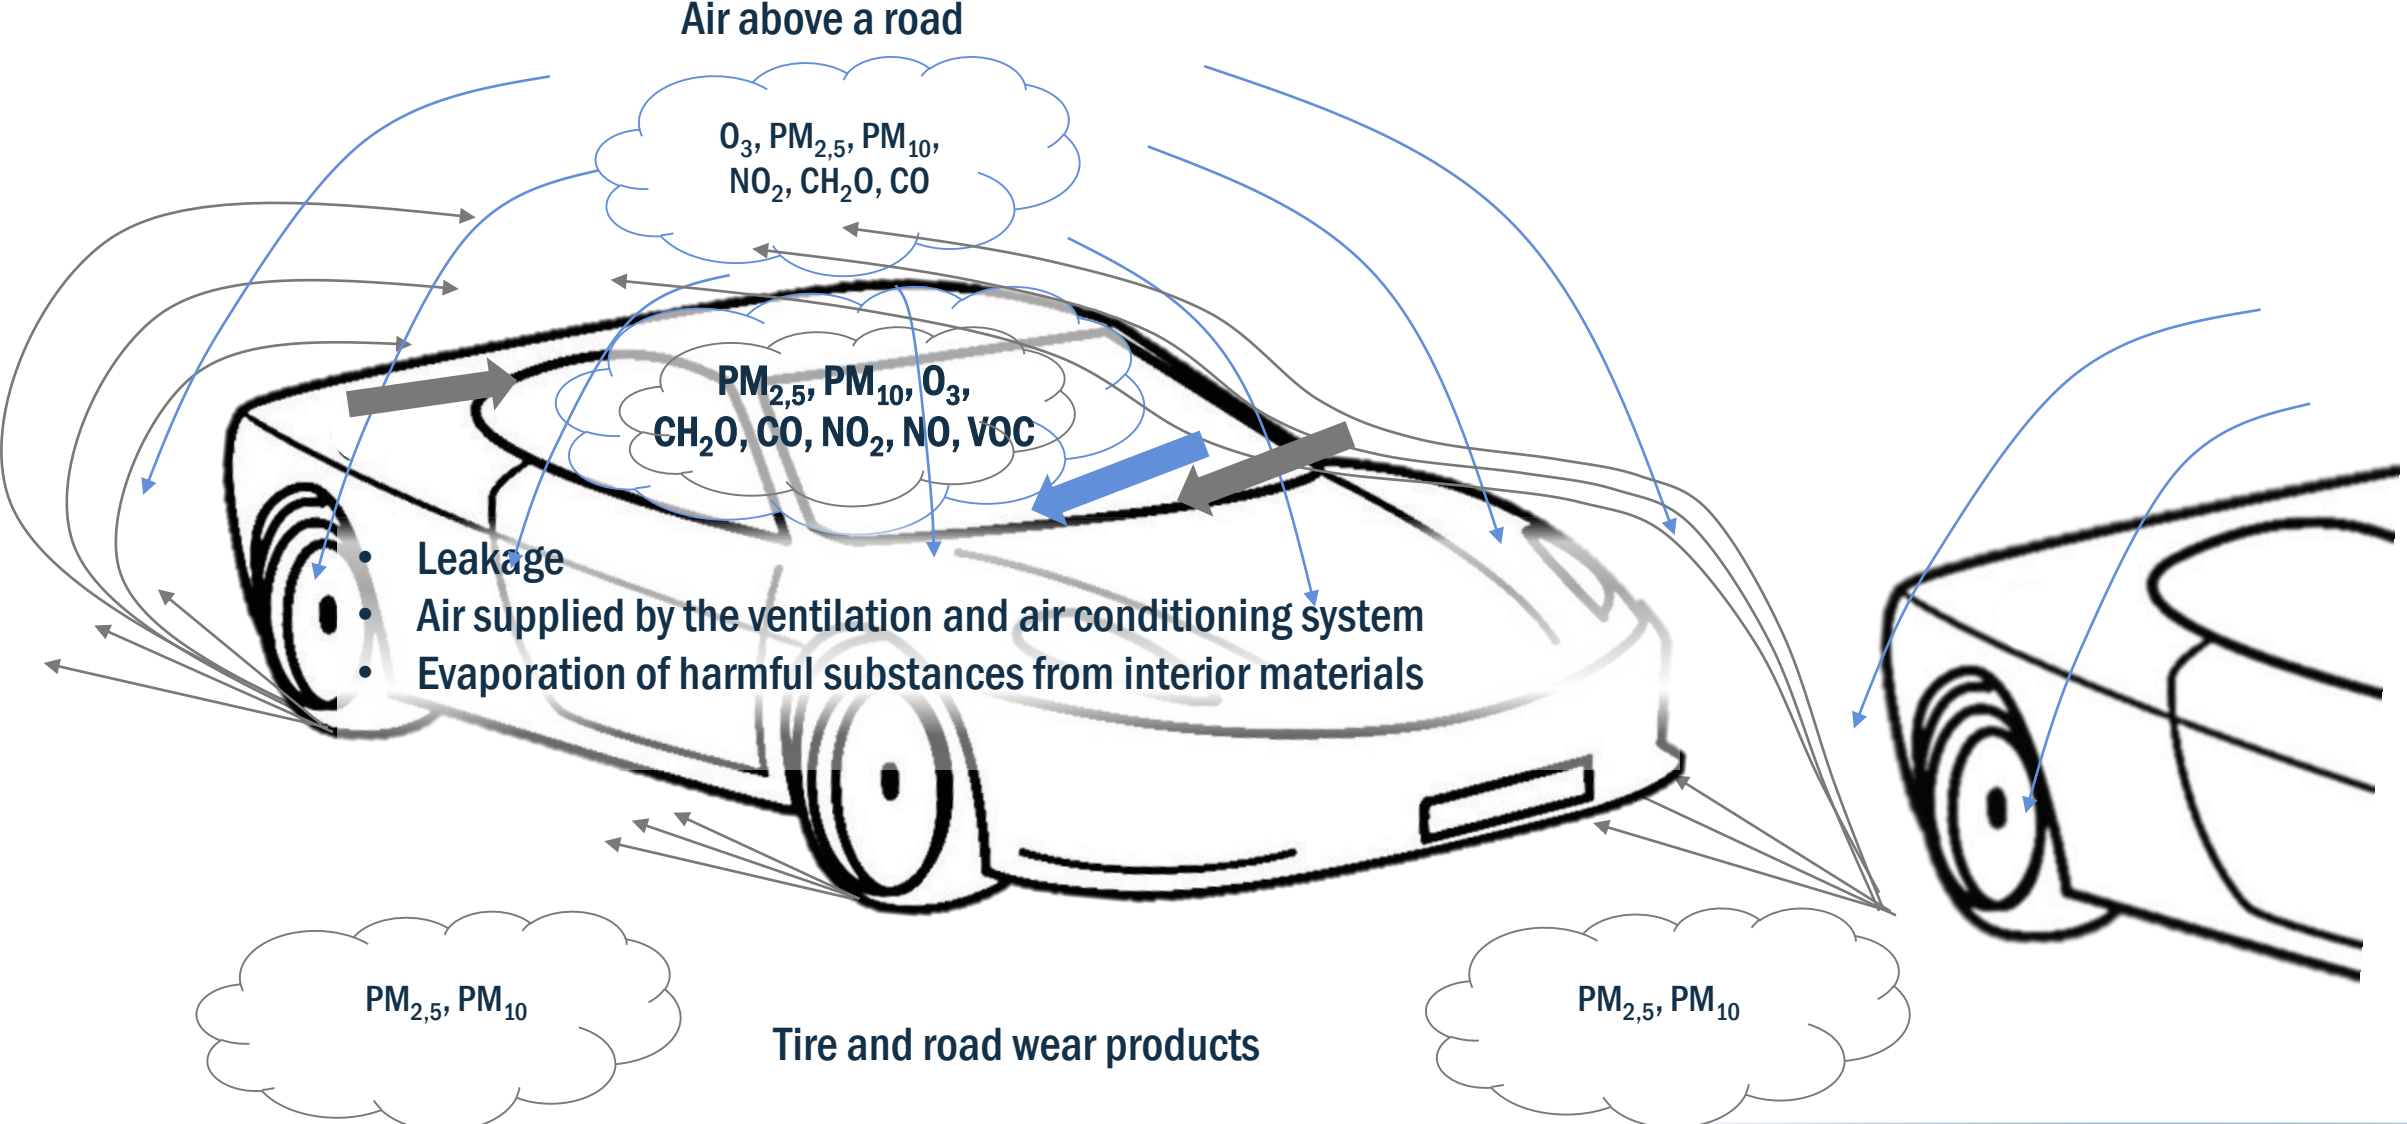 Air above a road
O₃, PM₂,₅, PM₁₀,
NO₂, CH₂O, CO
PM₂,₅, PM₁₀, O₃,
CH₂O, CO, NO₂, NO, VOC
• Leakage
• Air supplied by the ventilation and air conditioning system
• Evaporation of harmful substances from interior materials
PM₂,₅, PM₁₀
PM₂,₅, PM₁₀
Tire and road wear products